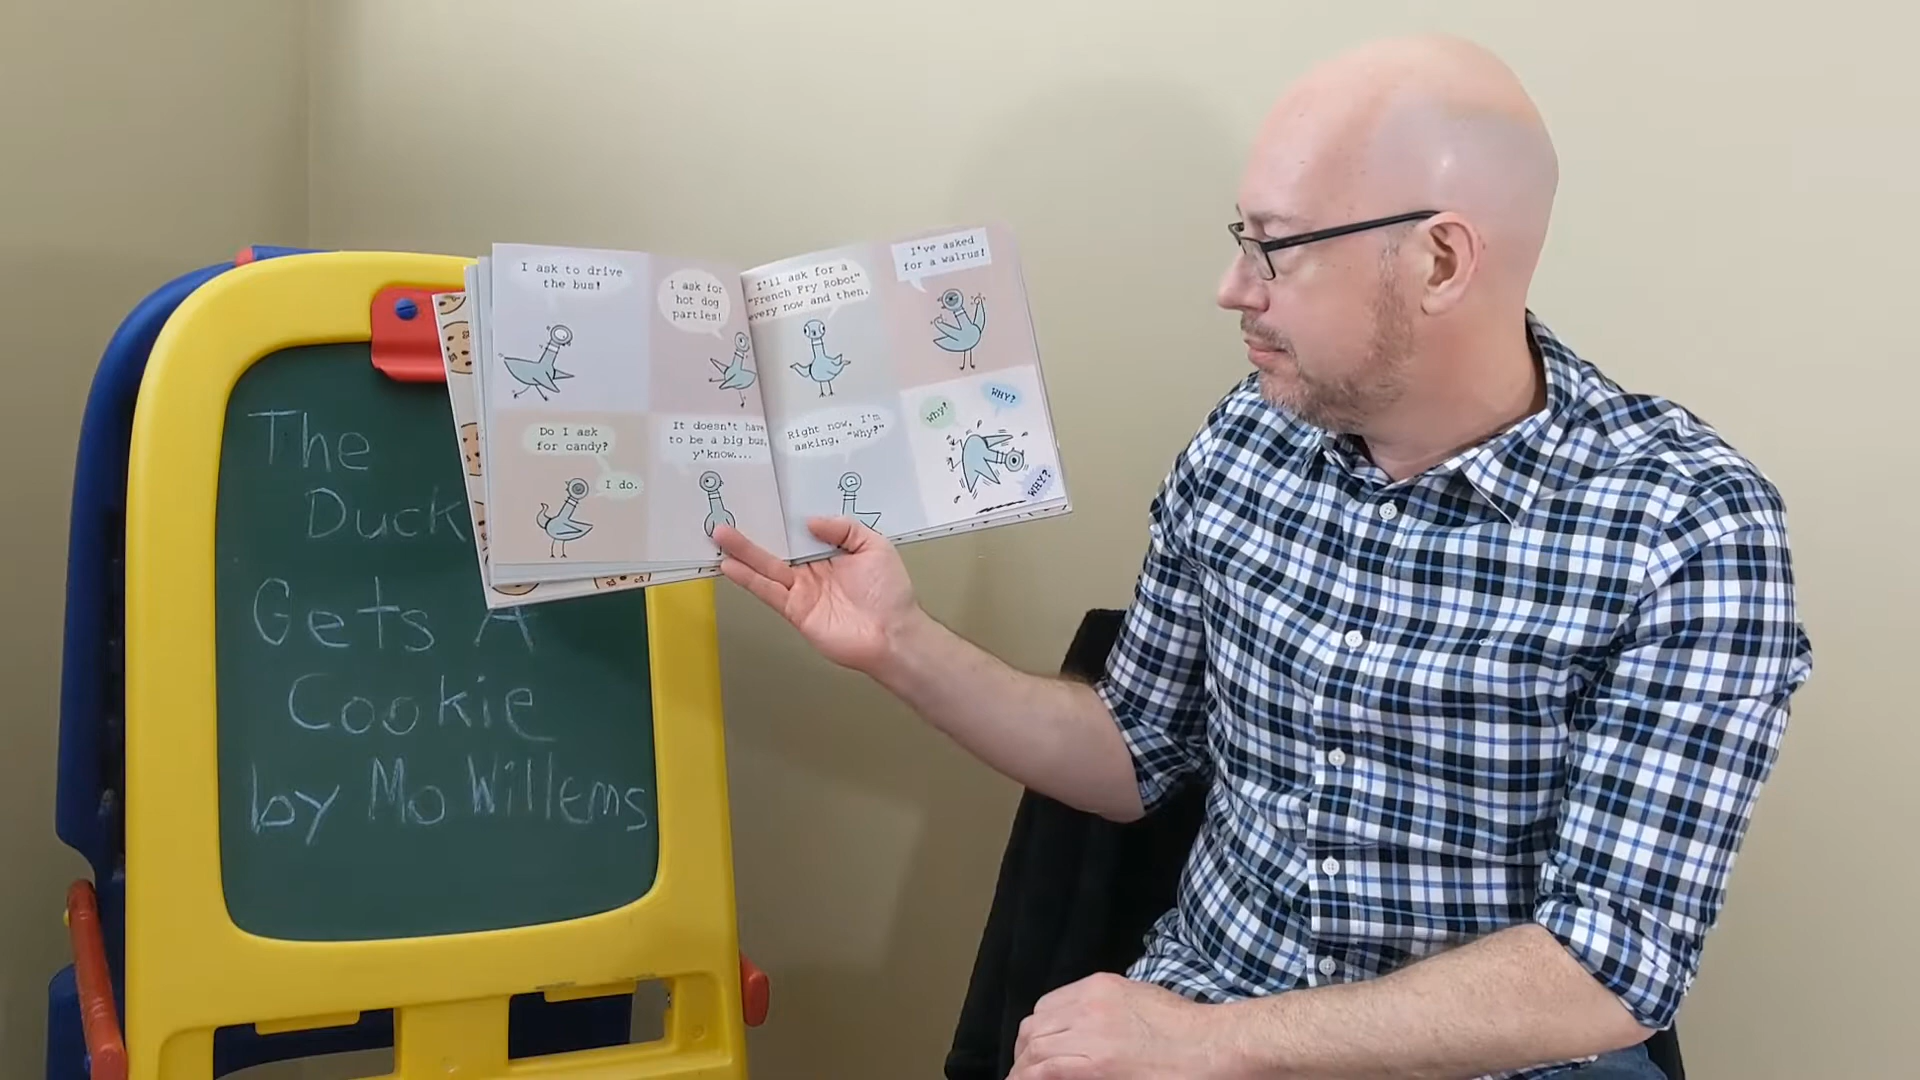 I ask to drive
the bus!
I ask for
hot dog
parties!
Do I ask
for candy?
I do.
It doesn't have
to be a big bus,
y'know....
I'll ask for a
"French Fry Robot"
every now and then.
I've asked
for a walrus!
Right now, I'm
asking, "Why?"
Why?
WHY?
WHY?
The
Duck
Gets A
Cookie
by Mo Willems